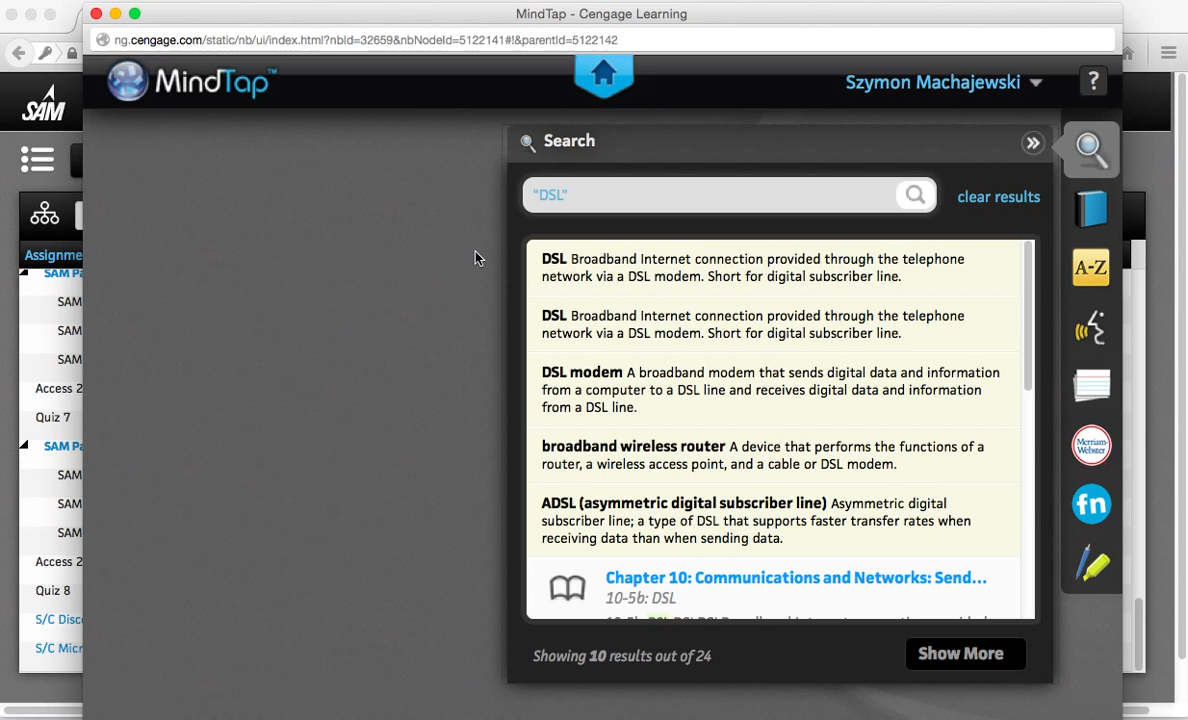 MindTap - Cengage Learning
ng.cengage.com/static/nb/ui/index.html?nbId=32659&nbNodeId=5122141#!&parentId=5122142
MindTap™
Szymon Machajewski
?
SAM
Search
"DSL"
clear results
DSL Broadband Internet connection provided through the telephone
network via a DSL modem. Short for digital subscriber line.
DSL Broadband Internet connection provided through the telephone
network via a DSL modem. Short for digital subscriber line.
DSL modem A broadband modem that sends digital data and information
from a computer to a DSL line and receives digital data and information
from a DSL line.
broadband wireless router A device that performs the functions of a
router, a wireless access point, and a cable or DSL modem.
ADSL (asymmetric digital subscriber line) Asymmetric digital
subscriber line; a type of DSL that supports faster transfer rates when
receiving data than when sending data.
Chapter 10: Communications and Networks: Send...
10-5b: DSL
Showing 10 results out of 24
Show More
A-Z
Merriam-
Webster
fn
Assignme
SAM Pa
SAM
SAM
SAM
Access 2
Quiz 7
SAM Pa
SAM
SAM
SAM
Access 2
Quiz 8
S/C Disc
S/C Micr